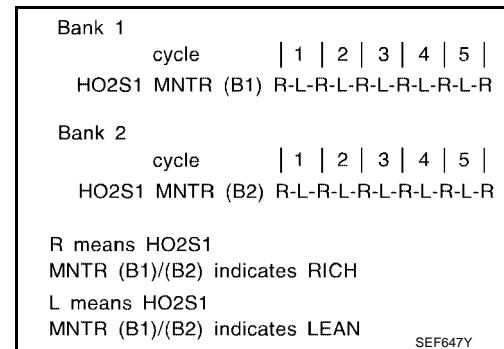 Bank 1
cycle | 1 | 2 | 3 | 4 | 5 |
HO2S1 MNTR (B1) R-L-R-L-R-L-R-L-R-L-R
Bank 2
cycle | 1 | 2 | 3 | 4 | 5 |
HO2S1 MNTR (B2) R-L-R-L-R-L-R-L-R-L-R
R means HO2S1
MNTR (B1)/(B2) indicates RICH
L means HO2S1
MNTR (B1)/(B2) indicates LEAN
SEF647Y